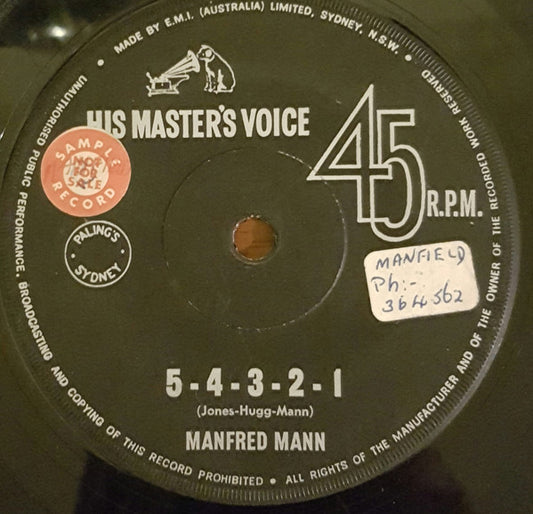 MADE BY E.M.I. (AUSTRALIA) LIMITED, SYDNEY, N.S.W. •
UNAUTHORISED PUBLIC PERFORMANCE, BROADCASTING AND COPYING OF THIS RECORD PROHIBITED • ALL RIGHTS OF THE MANUFACTURER AND OF THE OWNER OF THE RECORDED WORK RESERVED •
HIS MASTER'S VOICE
45
R.P.M.
SAMPLE
NOT
FOR
SALE
RECORD
PALING'S
SYDNEY
MANFIELD
Ph:-
364562
5-4-3-2-1
(Jones-Hugg-Mann)
MANFRED MANN